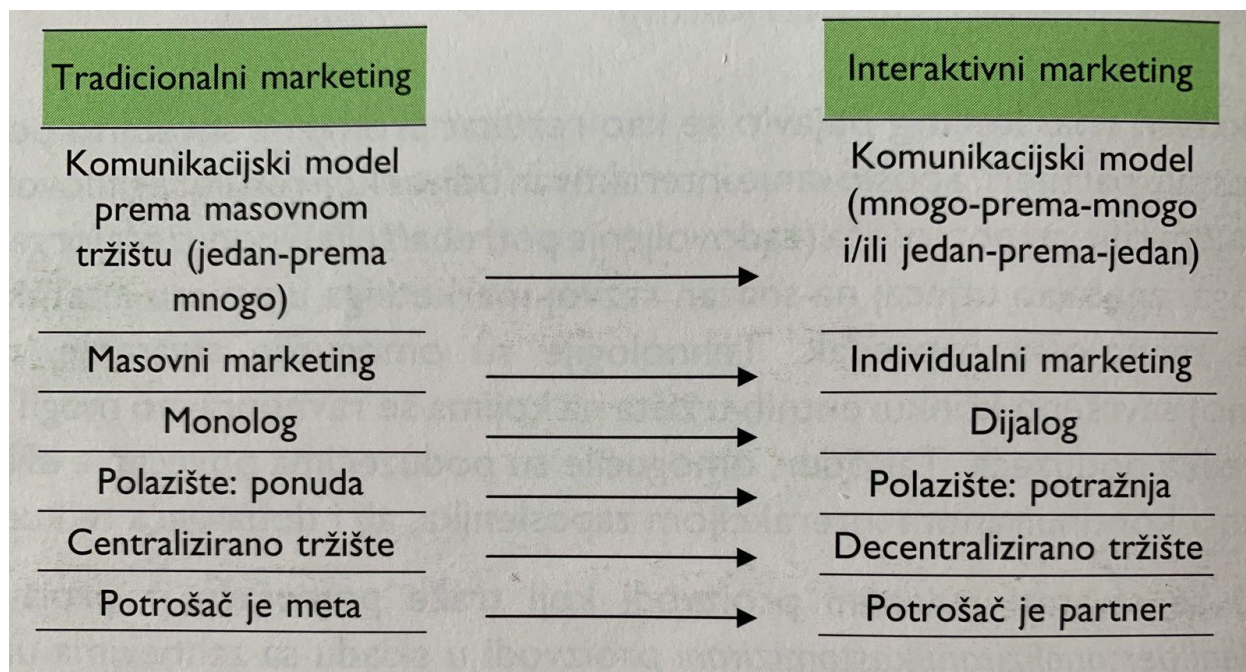 Tradicionalni marketing
Interaktivni marketing
Komunikacijski model
prema masovnom
tržištu (jedan-prema
mnogo)
Komunikacijski model
(mnogo-prema-mnogo
i/ili jedan-prema-jedan)
Masovni marketing
Individualni marketing
Monolog
Dijalog
Polazište: ponuda
Polazište: potražnja
Centralizirano tržište
Decentralizirano tržište
Potrošač je meta
Potrošač je partner